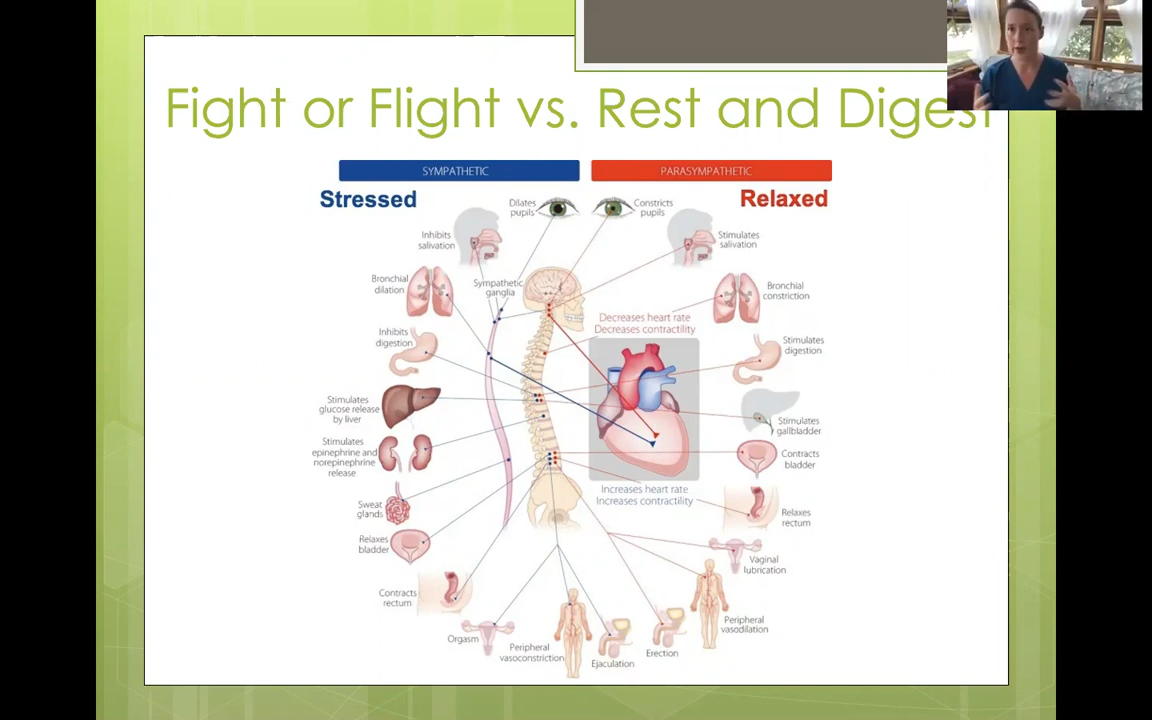 Fight or Flight vs. Rest and Digest
SYMPATHETIC
PARASYMPATHETIC
Stressed
Relaxed
Dilates
pupils
Constricts
pupils
Inhibits
salivation
Stimulates
salivation
Sympathetic
ganglia
Bronchial
dilation
Bronchial
constriction
Decreases heart rate
Decreases contractility
Inhibits
digestion
Stimulates
digestion
Stimulates
glucose release
by liver
Stimulates
gallbladder
Stimulates
epinephrine and
norepinephrine
release
Contracts
bladder
Increases heart rate
Increases contractility
Sweat
glands
Relaxes
rectum
Relaxes
bladder
Vaginal
lubrication
Contracts
rectum
Orgasm
Peripheral
vasoconstriction
Ejaculation
Erection
Peripheral
vasodilation